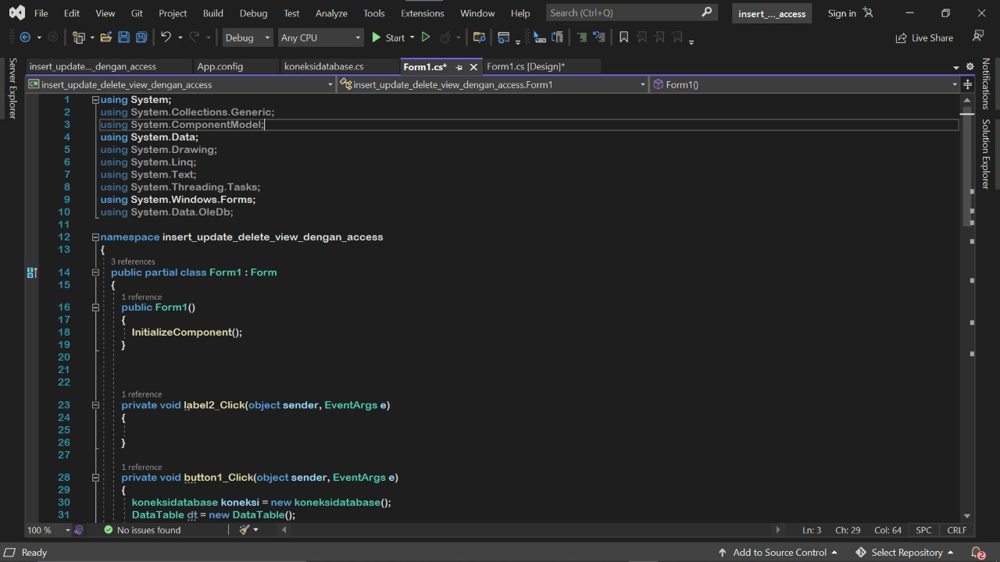 File Edit View Git Project Build Debug Test Analyze Tools Extensions Window Help Search (Ctrl+Q) insert_..._access Sign in
Debug Any CPU Start Live Share
insert_update..._dengan_access App.config koneksidatabase.cs Form1.cs* Form1.cs [Design]*
insert_update_delete_view_dengan_access insert_update_delete_view_dengan_access.Form1 Form1()
Server Explorer
Notifications
Solution Explorer
1 using System;
2 using System.Collections.Generic;
3 using System.ComponentModel;
4 using System.Data;
5 using System.Drawing;
6 using System.Linq;
7 using System.Text;
8 using System.Threading.Tasks;
9 using System.Windows.Forms;
10 using System.Data.OleDb;
11
12 namespace insert_update_delete_view_dengan_access
13 {
3 references
14 public partial class Form1 : Form
15 {
1 reference
16 public Form1()
17 {
18 InitializeComponent();
19 }
20
21
22
1 reference
23 private void label2_Click(object sender, EventArgs e)
24 {
25
26 }
27
1 reference
28 private void button1_Click(object sender, EventArgs e)
29 {
30 koneksidatabase koneksi = new koneksidatabase();
31 DataTable dt = new DataTable();
100 % No issues found Ln: 3 Ch: 29 Col: 64 SPC CRLF
Ready Add to Source Control Select Repository 2